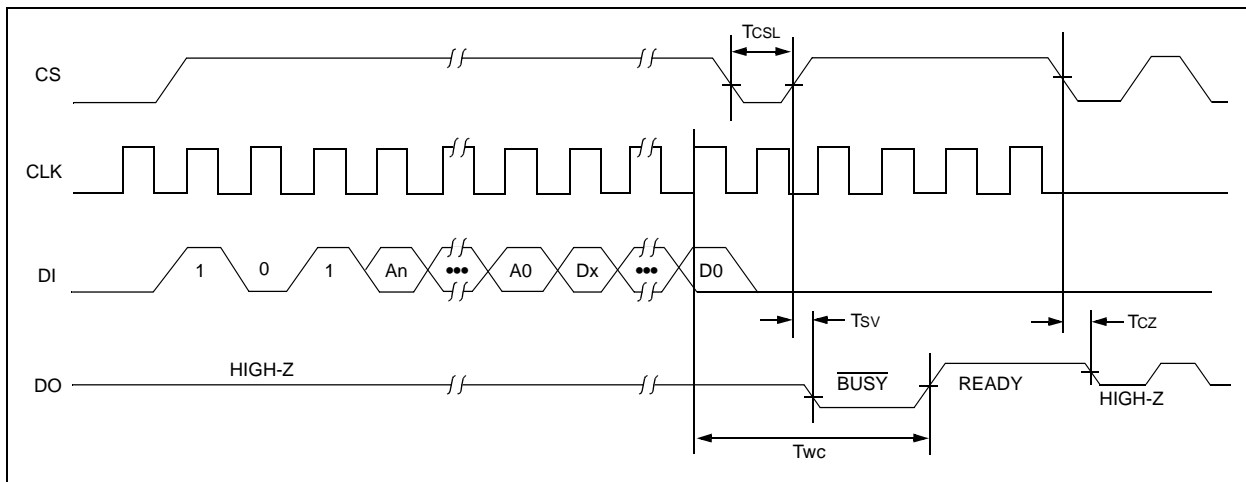 TCSL
CS
CLK
DI
1 0 1 An ••• A0 Dx ••• D0
TSV
TCZ
DO
HIGH-Z
BUSY
READY
HIGH-Z
Twc